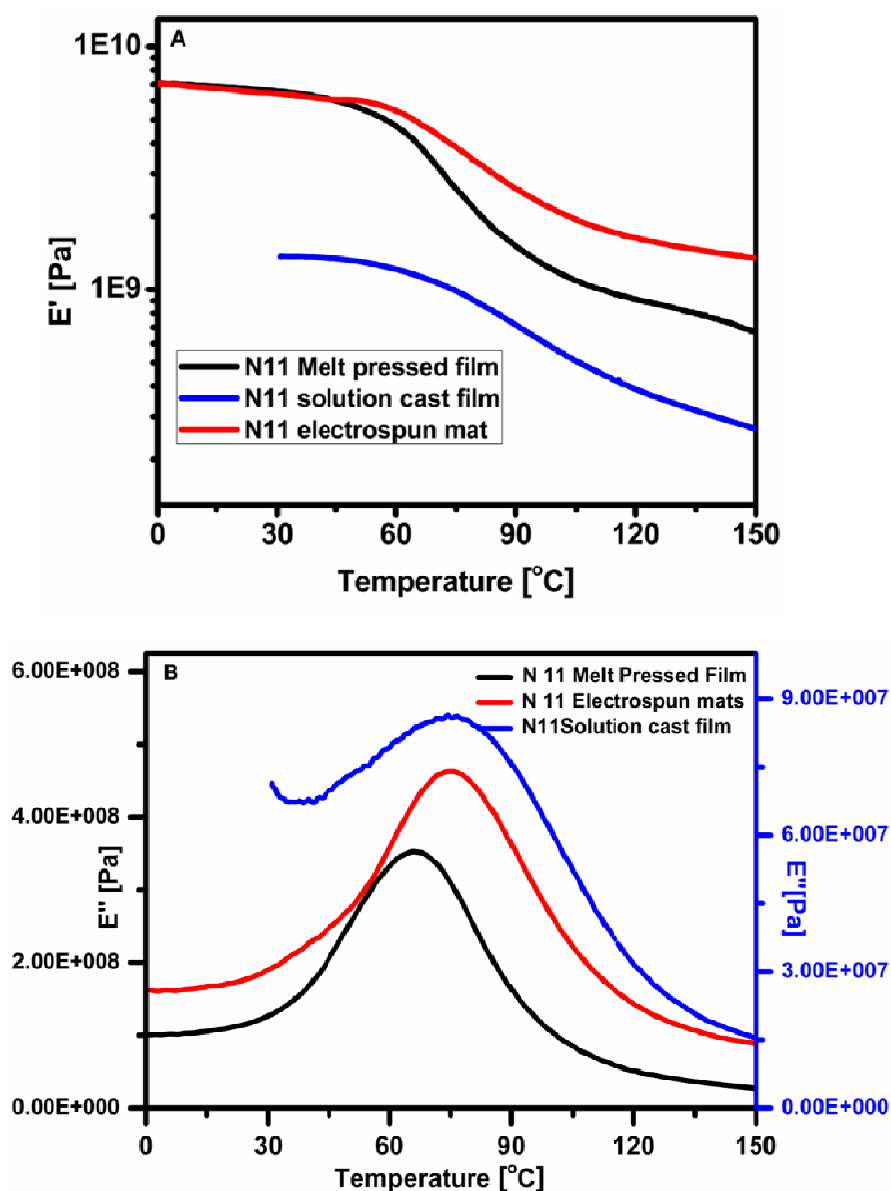 A
1E10
1E9
E' [Pa]
N11 Melt pressed film
N11 solution cast film
N11 electrospun mat
0 30 60 90 120 150
Temperature [°C]
B
6.00E+008
4.00E+008
2.00E+008
0.00E+000
E'' [Pa]
N 11 Melt Pressed Film
N 11 Electrospun mats
N11Solution cast film
9.00E+007
6.00E+007
3.00E+007
0.00E+000
E''[Pa]
0 30 60 90 120 150
Temperature [°C]